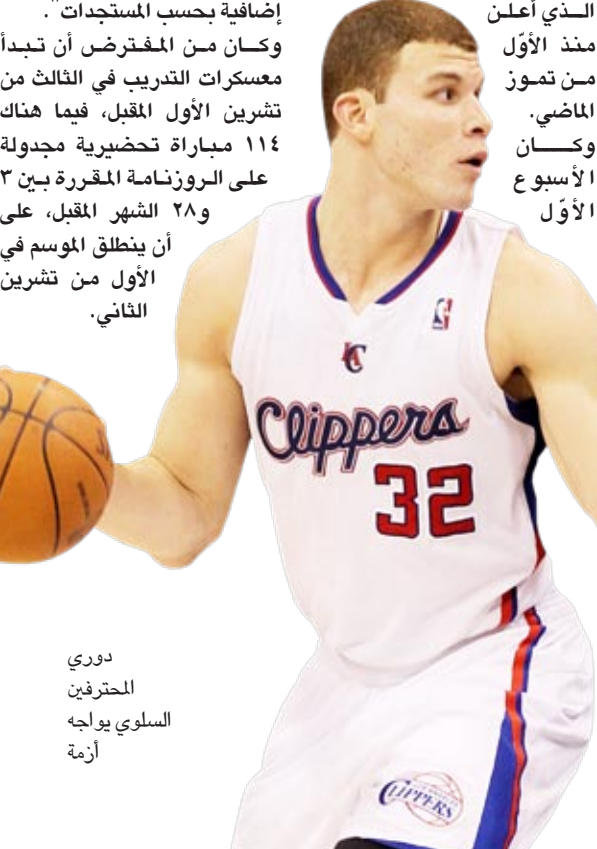 الذي أعلن
منذ الأوّل
من تموز
الماضي.
وكان
الأسبوع
الأوّل
إضافية بحسب المستجدات".
وكان من المفترض أن تبدأ
معسكرات التدريب في الثالث من
تشرين الأول المقبل، فيما هناك
١١٤ مباراة تحضيرية مجدولة
على الروزنامة المقررة بين ٣
و٢٨ الشهر المقبل، على
أن ينطلق الموسم في
الأول من تشرين
الثاني.
LAC
Clippers
32
CLIPPERS
دوري
المحترفين
السلوي يواجه
أزمة